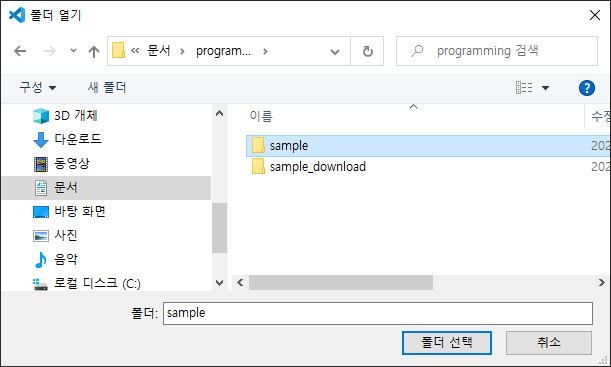 폴더 열기
« 문서 > program... >
programming 검색
구성
새 폴더
?
3D 개체
다운로드
동영상
문서
바탕 화면
사진
음악
로컬 디스크 (C:)
이름
수정
sample
202
sample_download
202
폴더:
sample
폴더 선택
취소